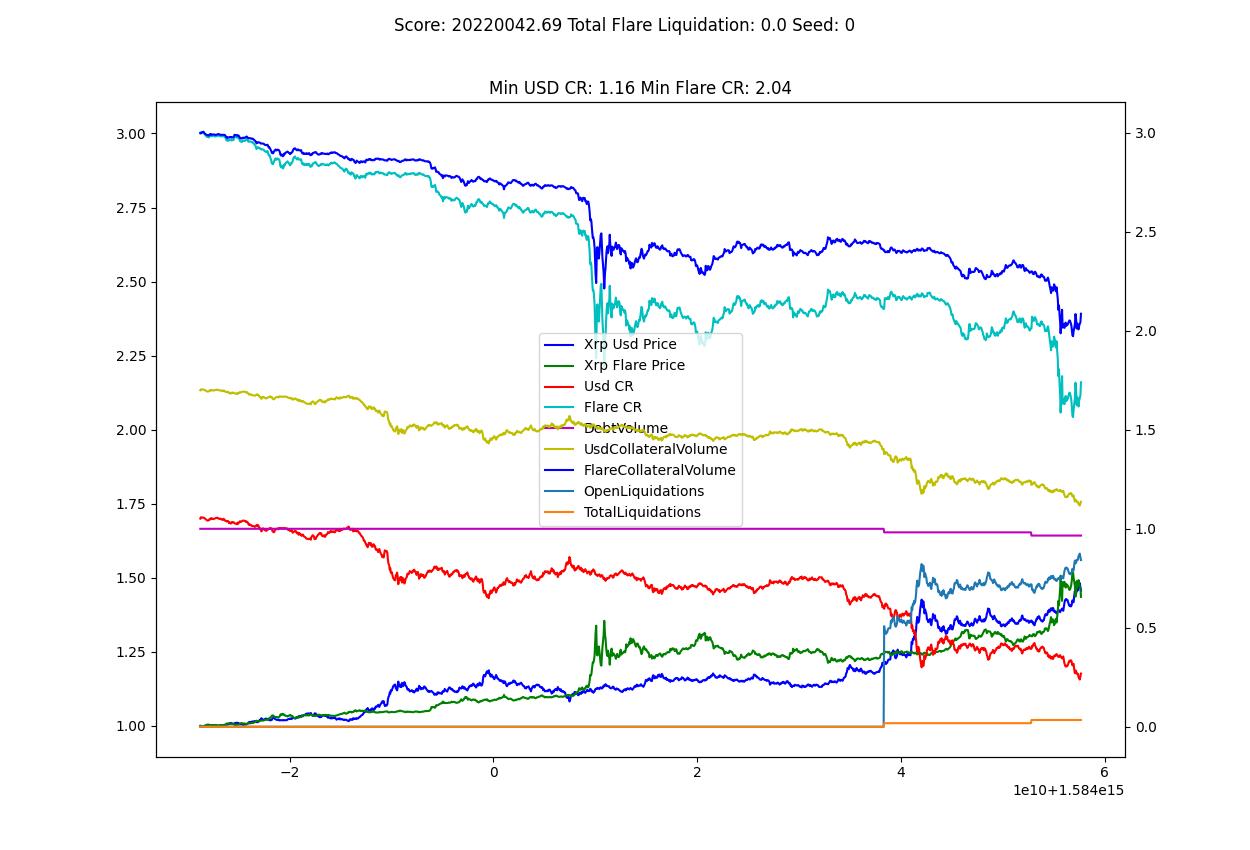 Score: 20220042.69 Total Flare Liquidation: 0.0 Seed: 0
Min USD CR: 1.16 Min Flare CR: 2.04
3.00
2.75
2.50
2.25
2.00
1.75
1.50
1.25
1.00
Xrp Usd Price
Xrp Flare Price
Usd CR
Flare CR
DebtVolume
UsdCollateralVolume
FlareCollateralVolume
OpenLiquidations
TotalLiquidations
3.0
2.5
2.0
1.5
1.0
0.5
0.0
−2 0 2 4 6
1e10+1.584e15